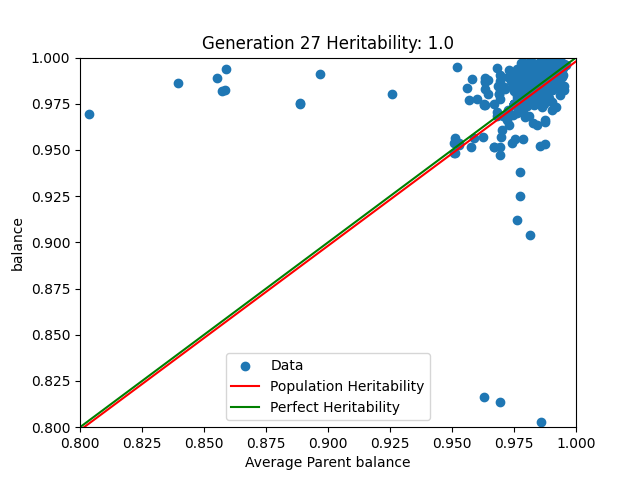 Generation 27 Heritability: 1.0
1.000
0.975
0.950
0.925
0.900
0.875
0.850
0.825
0.800
balance
Data
Population Heritability
Perfect Heritability
0.800 0.825 0.850 0.875 0.900 0.925 0.950 0.975 1.000
Average Parent balance